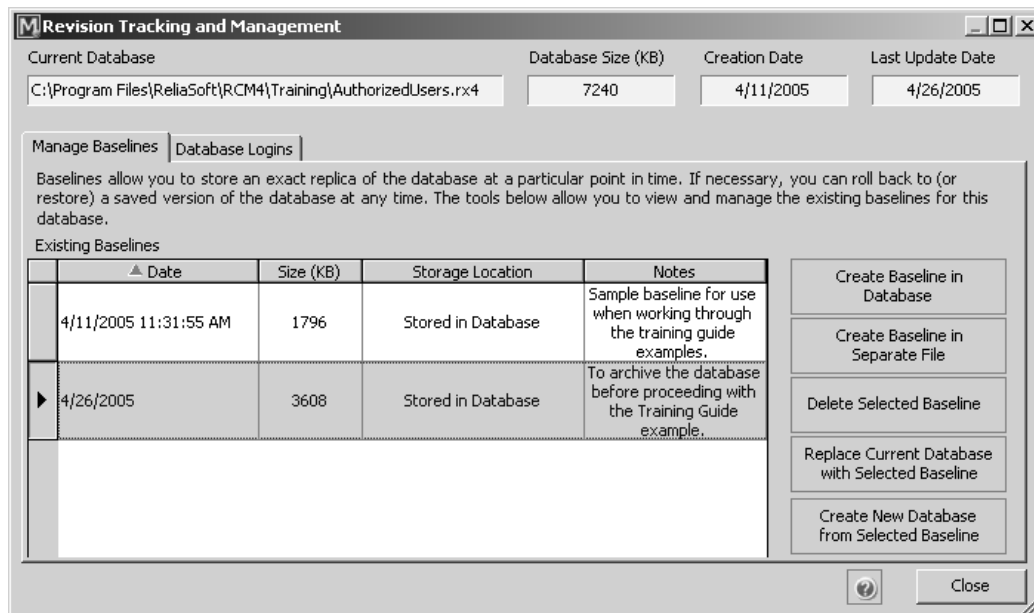 M Revision Tracking and Management
Current Database
Database Size (KB)
Creation Date
Last Update Date
C:\Program Files\ReliaSoft\RCM4\Training\AuthorizedUsers.rx4
7240
4/11/2005
4/26/2005
Manage Baselines
Database Logins
Baselines allow you to store an exact replica of the database at a particular point in time. If necessary, you can roll back to (or
restore) a saved version of the database at any time. The tools below allow you to view and manage the existing baselines for this
database.
Existing Baselines
Date
Size (KB)
Storage Location
Notes
4/11/2005 11:31:55 AM
1796
Stored in Database
Sample baseline for use
when working through
the training guide
examples.
4/26/2005
3608
Stored in Database
To archive the database
before proceeding with
the Training Guide
example.
Create Baseline in
Database
Create Baseline in
Separate File
Delete Selected Baseline
Replace Current Database
with Selected Baseline
Create New Database
from Selected Baseline
?
Close